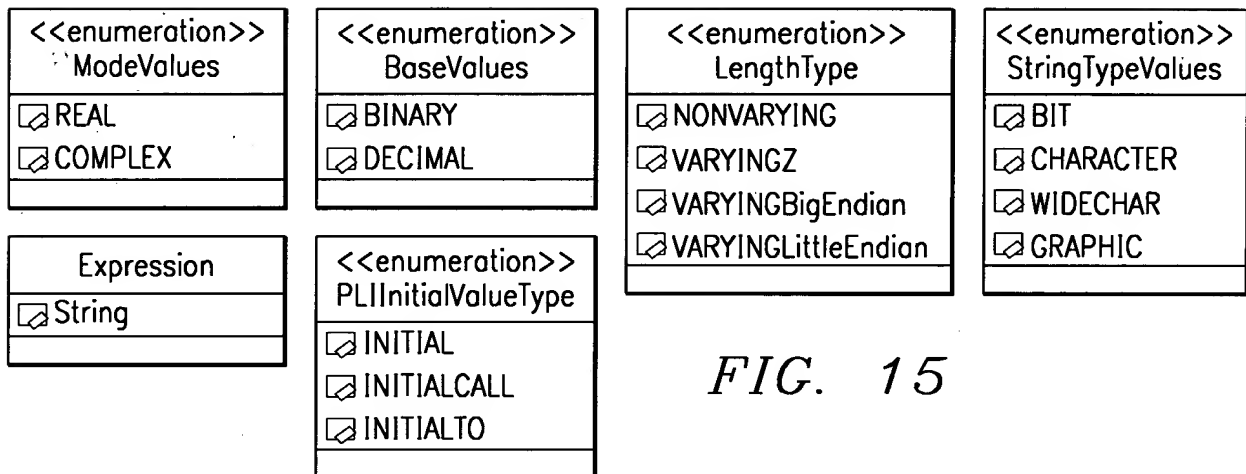 <<enumeration>>
ModeValues
REAL
COMPLEX
<<enumeration>>
BaseValues
BINARY
DECIMAL
<<enumeration>>
LengthType
NONVARYING
VARYINGZ
VARYINGBigEndian
VARYINGLittleEndian
<<enumeration>>
StringTypeValues
BIT
CHARACTER
WIDECHAR
GRAPHIC
Expression
String
<<enumeration>>
PLIInitialValueType
INITIAL
INITIALCALL
INITIALTO
FIG. 15